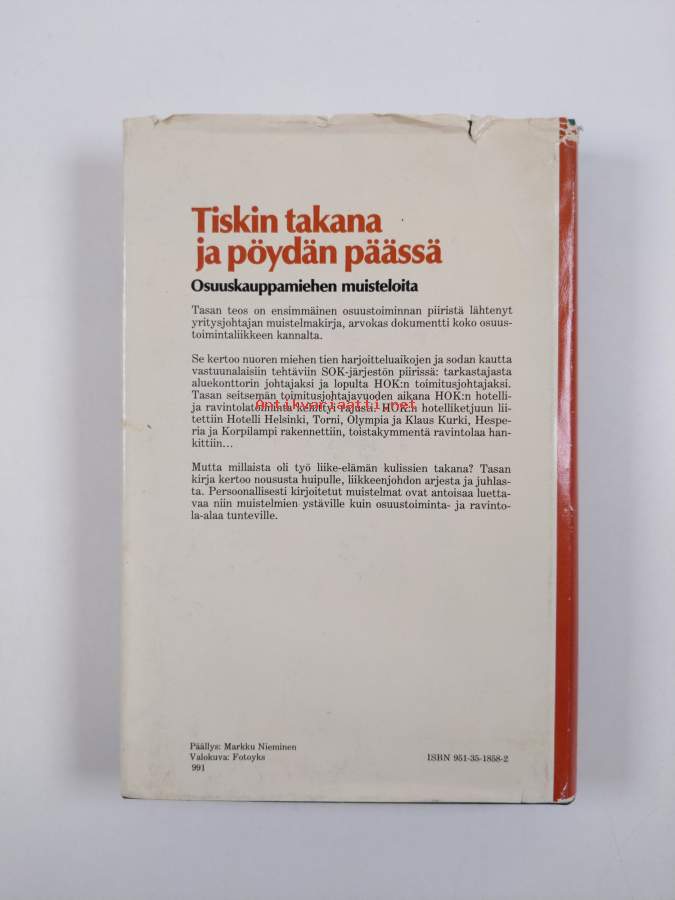 Tiskin takana
ja pöydän päässä
Osuuskauppamiehen muisteloita
Tasan teos on ensimmäinen osuustoiminnan piiristä lähtenyt
yritysjohtajan muistelmakirja, arvokas dokumentti koko osuus-
toimintaliikkeen kannalta.
Se kertoo nuoren miehen tien harjoitteluaikojen ja sodan kautta
vastuunalaisiin tehtäviin SOK-järjestön piirissä: tarkastajasta
aluekonttorin johtajaksi ja lopulta HOK:n toimitusjohtajaksi.
Tasan seitsemän toimitusjohtajavuoden aikana HOK:n hotelli-
ja ravintolatoiminta kehittyi rajusti. HOK:n hotelliketjuun lii-
Antikvariaatti.net
tettiin Hotelli Helsinki, Torni, Olympia ja Klaus Kurki, Hespe-
ria ja Korpilampi rakennettiin, toistakymmentä ravintolaa han-
kittiin...
Mutta millaista oli työ liike-elämän kulissien takana? Tasan
kirja kertoo noususta huipulle, liikkeenjohdon arjesta ja juhlas-
ta. Persoonallisesti kirjoitetut muistelmat ovat antoisaa luetta-
vaa niin muistelmien ystäville kuin osuustoiminta- ja ravinto-
la-alaa tunteville.
Päällys: Markku Nieminen
Valokuva: Fotoyks
991
ISBN 951-35-1858-2